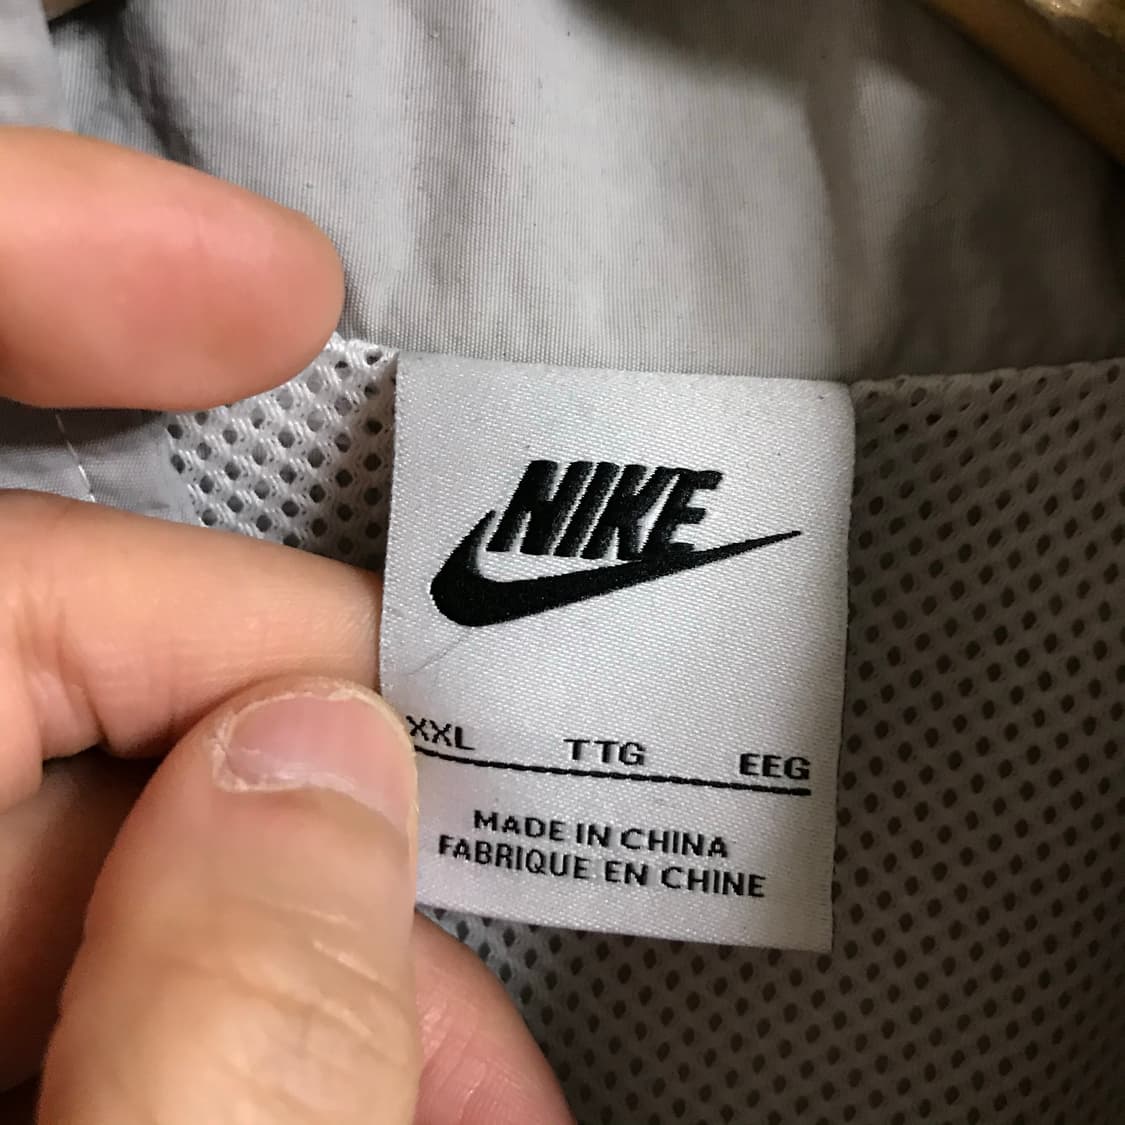 NIKE
XXL TTG EEG
MADE IN CHINA
FABRIQUE EN CHINE